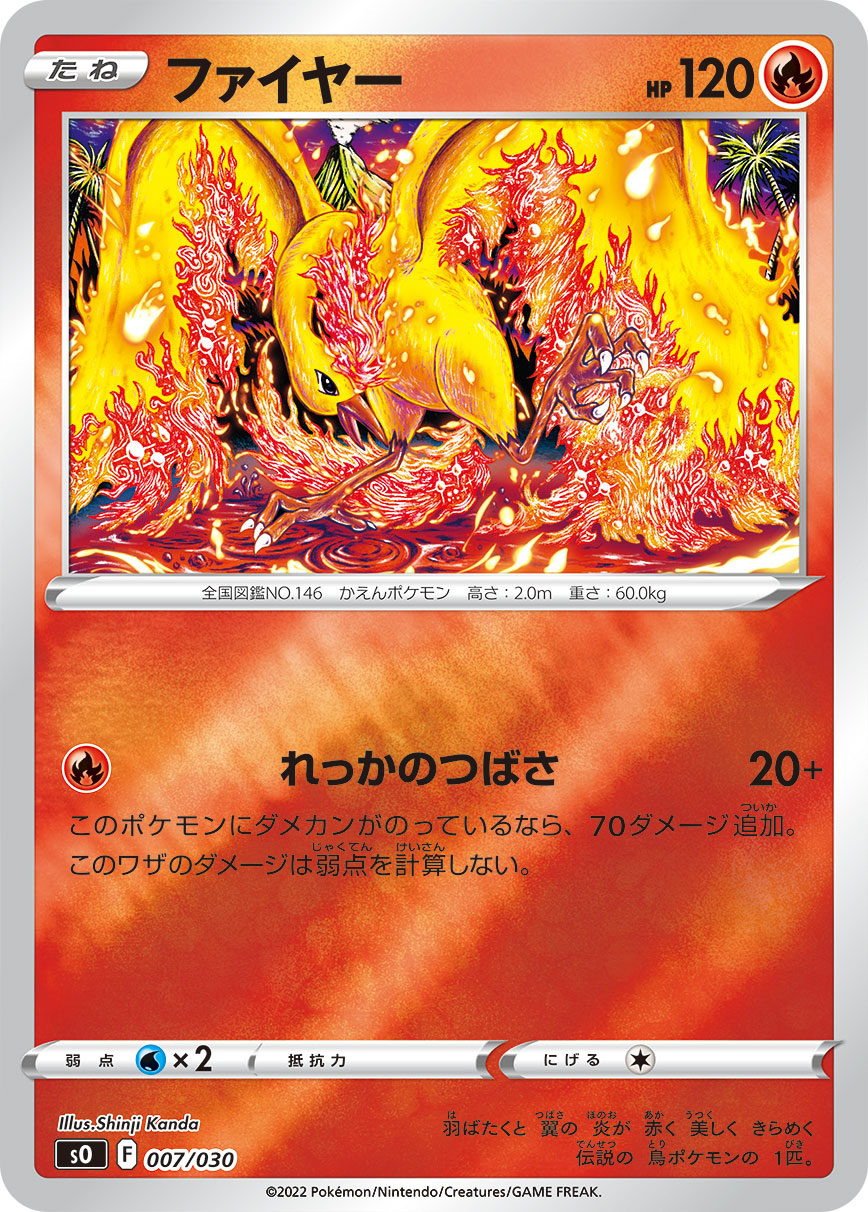 たね ファイヤー HP 120
全国図鑑NO.146 かえんポケモン 高さ：2.0m 重さ：60.0kg
れっかのつばさ 20+
このポケモンにダメカンがのっているなら、70ダメージ追加。
このワザのダメージは弱点を計算しない。
弱点 ×2 抵抗力 にげる
Illus.Shinji Kanda
羽ばたくと 翼の 炎が 赤く 美しく きらめく
伝説の 鳥ポケモンの 1匹。
sO F 007/030
©2022 Pokémon/Nintendo/Creatures/GAME FREAK.